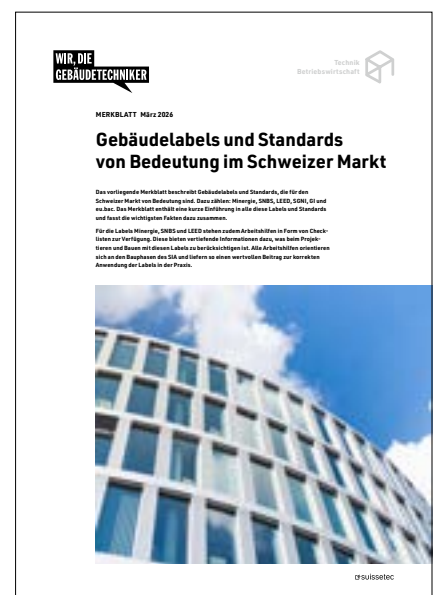 WIR, DIE
GEBÄUDETECHNIKER
Technik
Betriebswirtschaft
MERKBLATT März 2026
Gebäudelabels und Standards
von Bedeutung im Schweizer Markt
Das vorliegende Merkblatt beschreibt Gebäudelabels und Standards, die für den
Schweizer Markt von Bedeutung sind. Dazu zählen: Minergie, SNBS, LEED, SGNI, GI und
eu.bac. Das Merkblatt enthält eine kurze Einführung in alle diese Labels und Standards
und fasst die wichtigsten Fakten dazu zusammen.
Für die Labels Minergie, SNBS und LEED stehen zudem Arbeitshilfen in Form von Check-
listen zur Verfügung. Diese bieten vertiefende Informationen dazu, was beim Projek-
tieren und Bauen mit diesen Labels zu berücksichtigen ist. Alle Arbeitshilfen orientieren
sich an den Bauphasen des SIA und liefern so einen wertvollen Beitrag zur korrekten
Anwendung der Labels in der Praxis.
suissetec